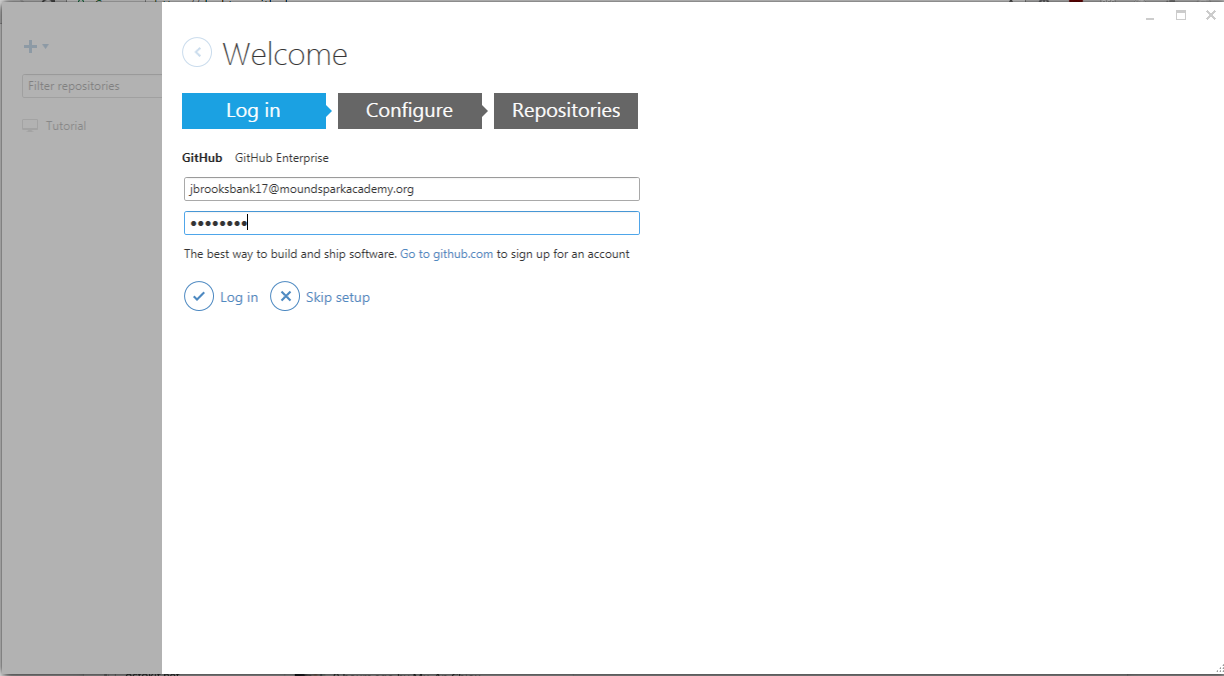 Welcome
Log in
Configure
Repositories
Filter repositories
Tutorial
GitHub GitHub Enterprise
jbrooksbank17@moundsparkacademy.org
••••••••
The best way to build and ship software. Go to github.com to sign up for an account
Log in
Skip setup